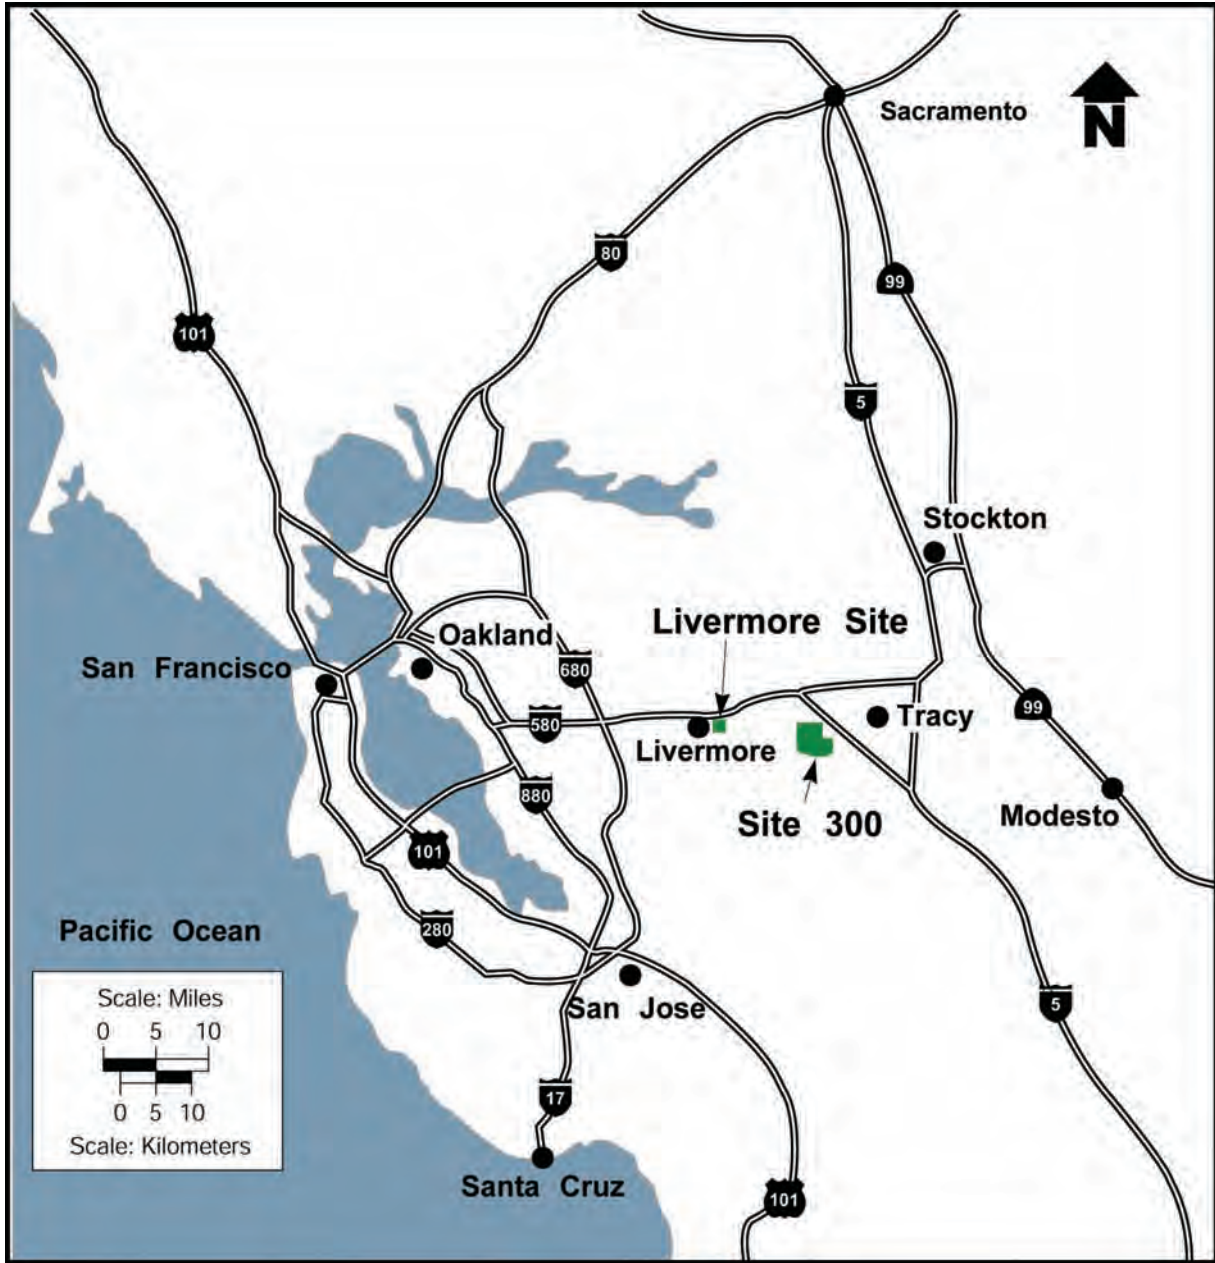 Sacramento
N
80
99
101
5
Stockton
Livermore Site
Oakland
San Francisco
680
580
Tracy
99
Livermore
880
Site 300
Modesto
101
Pacific Ocean
280
Scale: Miles
0 5 10
0 5 10
Scale: Kilometers
San Jose
5
17
Santa Cruz
101